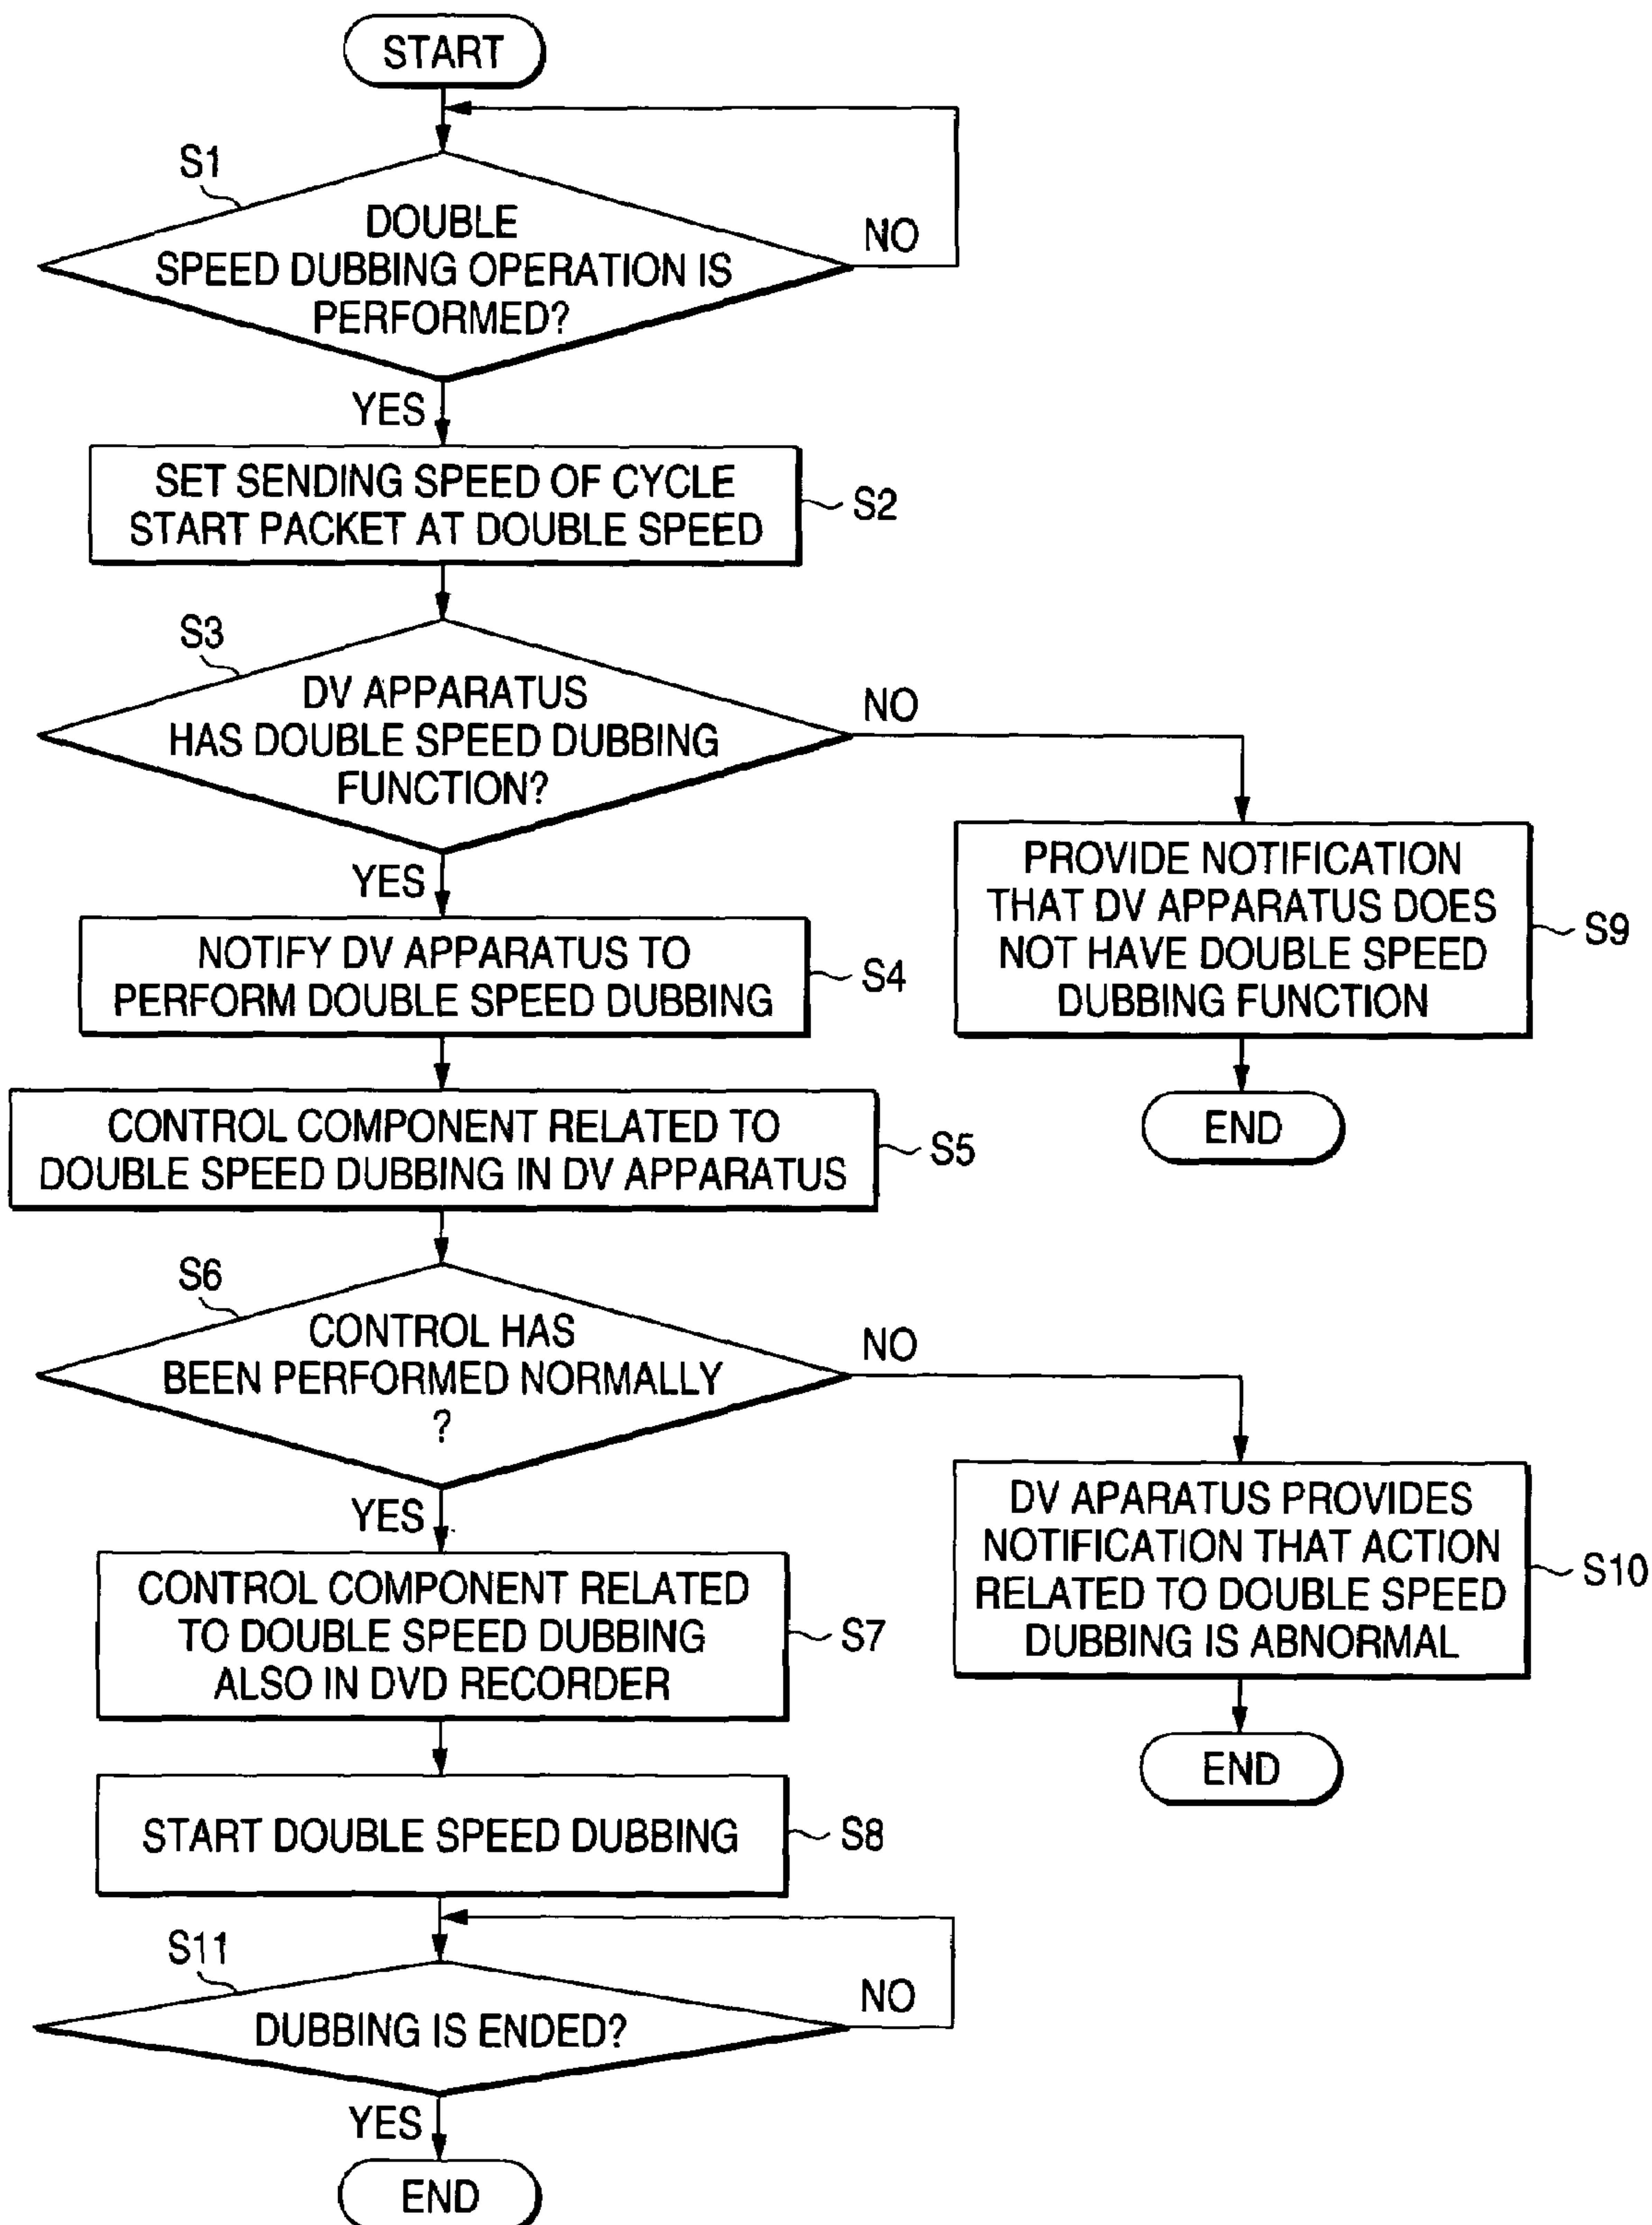 START
S1
DOUBLE
SPEED DUBBING OPERATION IS
PERFORMED?
NO
YES
SET SENDING SPEED OF CYCLE
START PACKET AT DOUBLE SPEED
S2
S3
DV APPARATUS
HAS DOUBLE SPEED DUBBING
FUNCTION?
NO
YES
PROVIDE NOTIFICATION
THAT DV APPARATUS DOES
NOT HAVE DOUBLE SPEED
DUBBING FUNCTION
S9
END
NOTIFY DV APPARATUS TO
PERFORM DOUBLE SPEED DUBBING
S4
CONTROL COMPONENT RELATED TO
DOUBLE SPEED DUBBING IN DV APPARATUS
S5
S6
CONTROL HAS
BEEN PERFORMED NORMALLY
?
NO
YES
DV APARATUS PROVIDES
NOTIFICATION THAT ACTION
RELATED TO DOUBLE SPEED
DUBBING IS ABNORMAL
S10
END
CONTROL COMPONENT RELATED
TO DOUBLE SPEED DUBBING
ALSO IN DVD RECORDER
S7
START DOUBLE SPEED DUBBING
S8
S11
DUBBING IS ENDED?
NO
YES
END